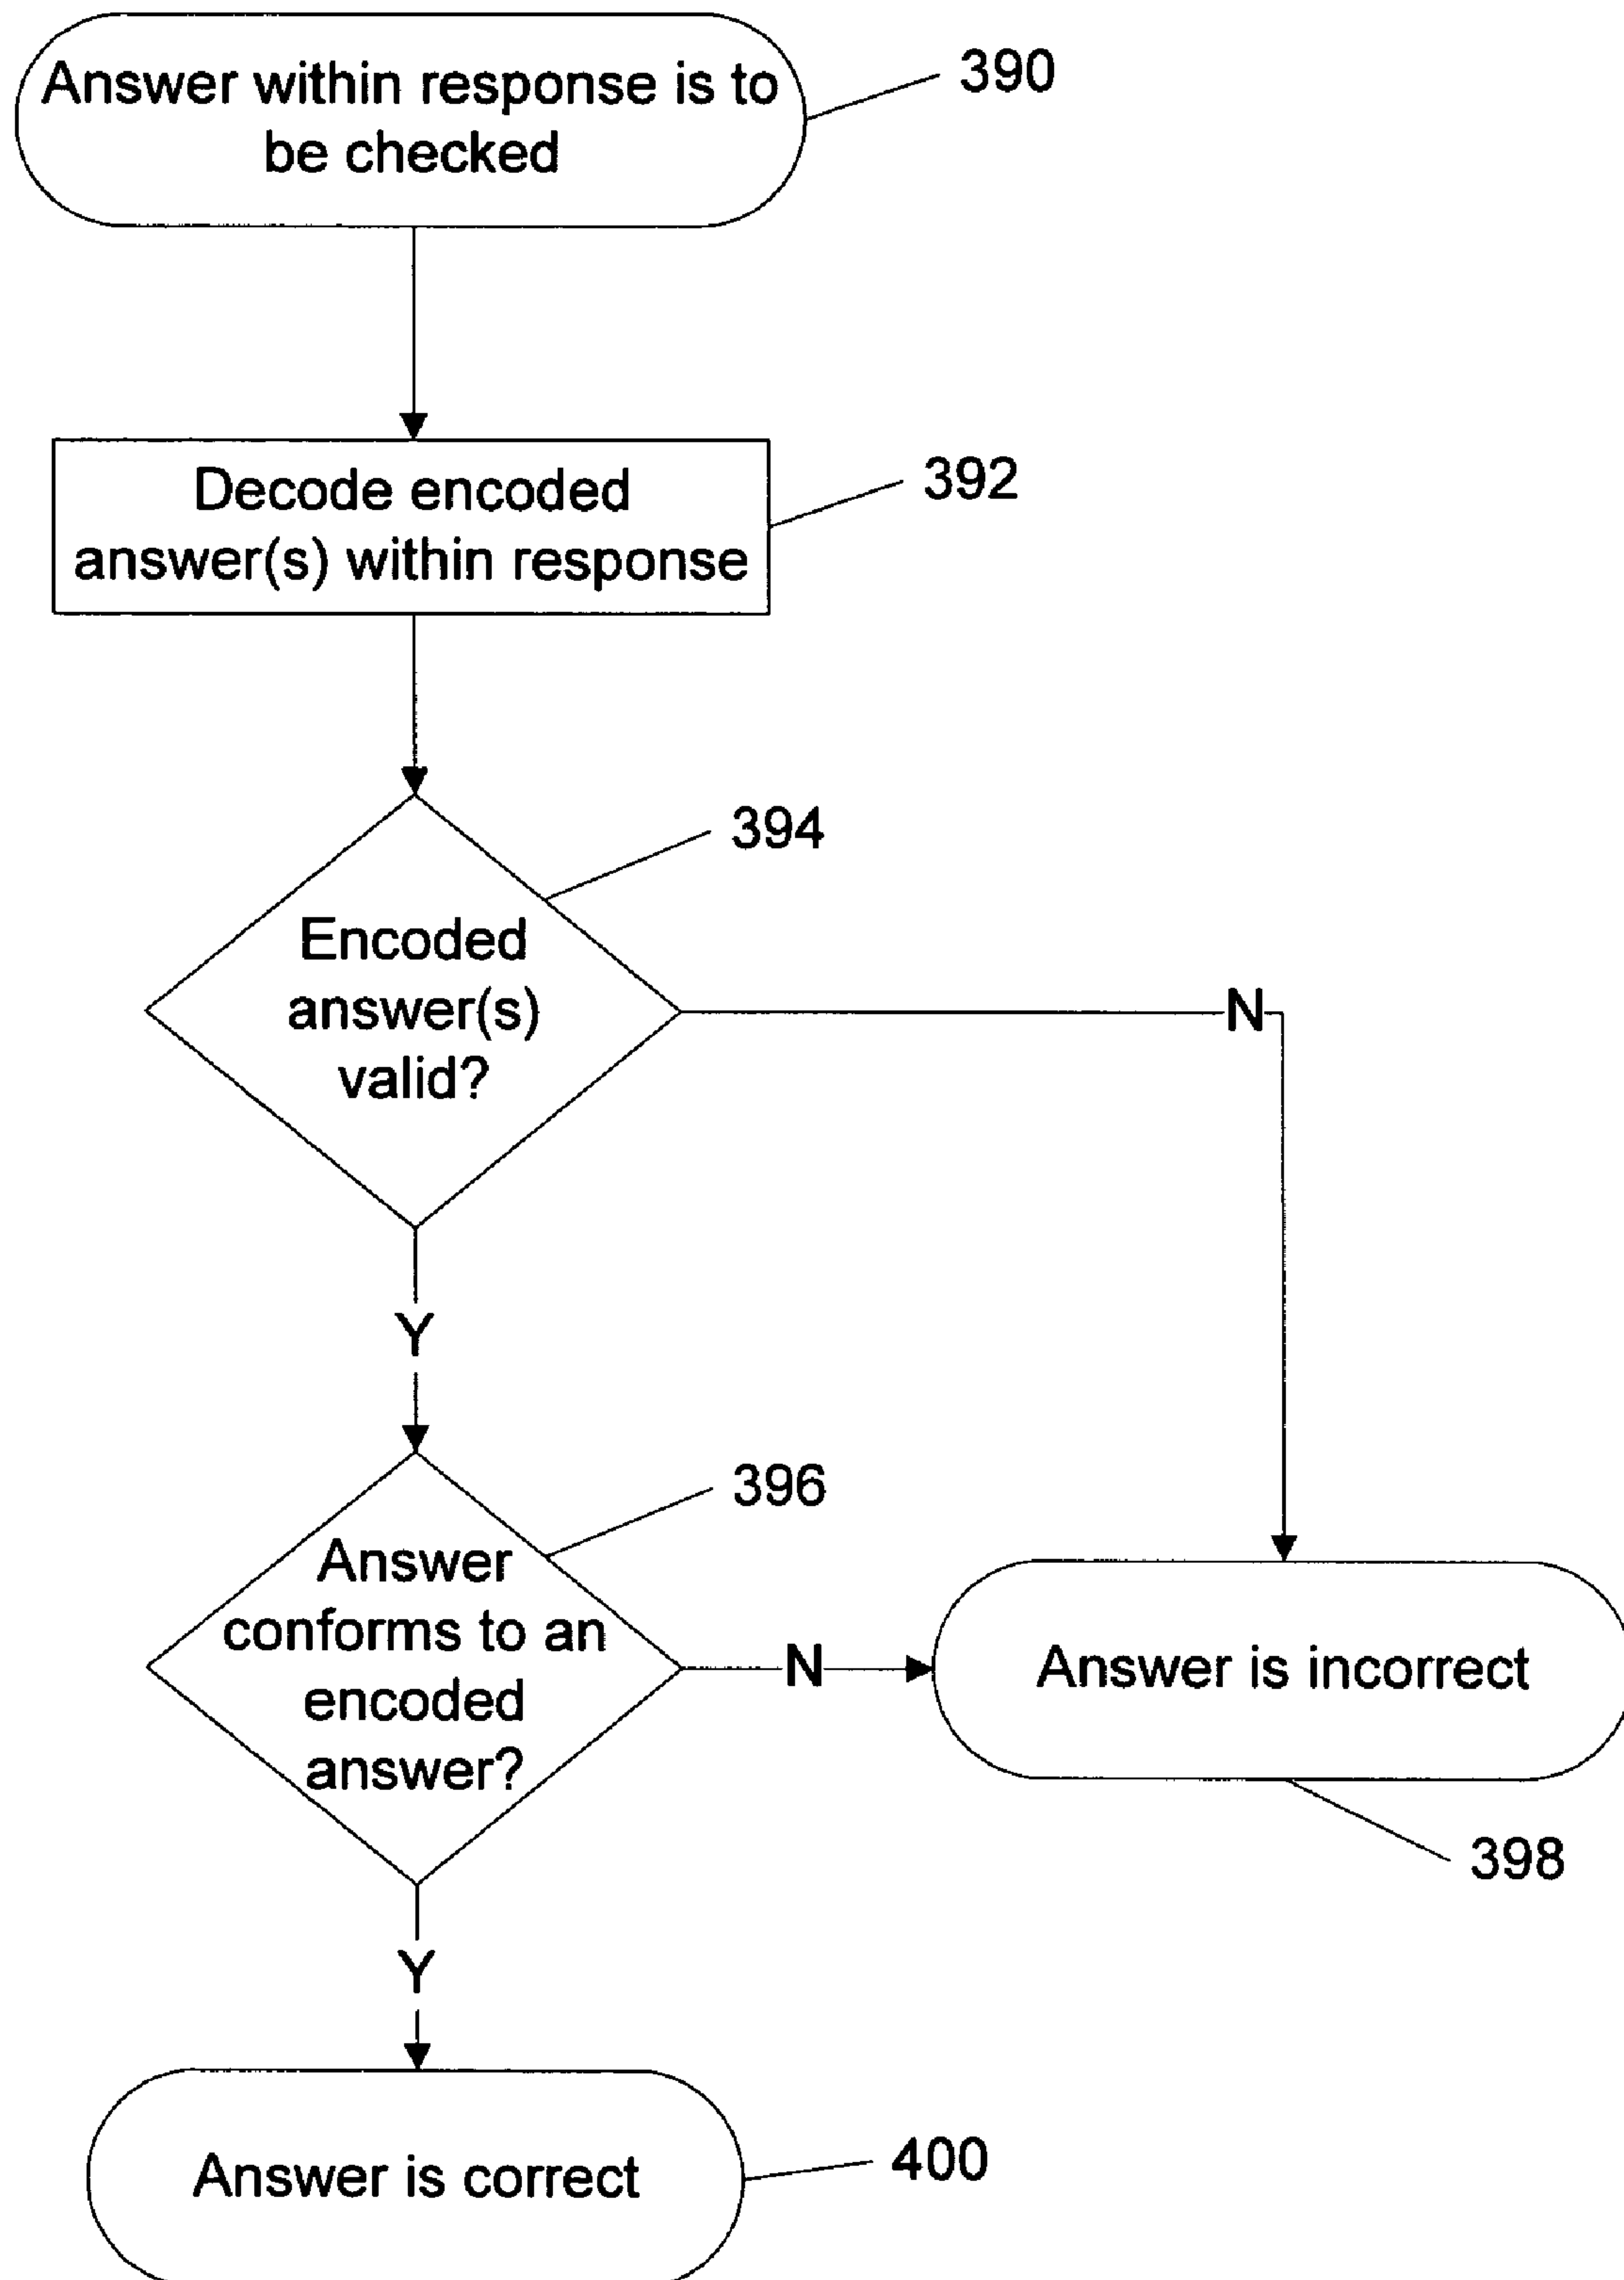 Answer within response is to
be checked
390
Decode encoded
answer(s) within response
392
394
Encoded
answer(s)
valid?
N
Y
396
Answer
conforms to an
encoded
answer?
N
Answer is incorrect
398
Y
Answer is correct
400